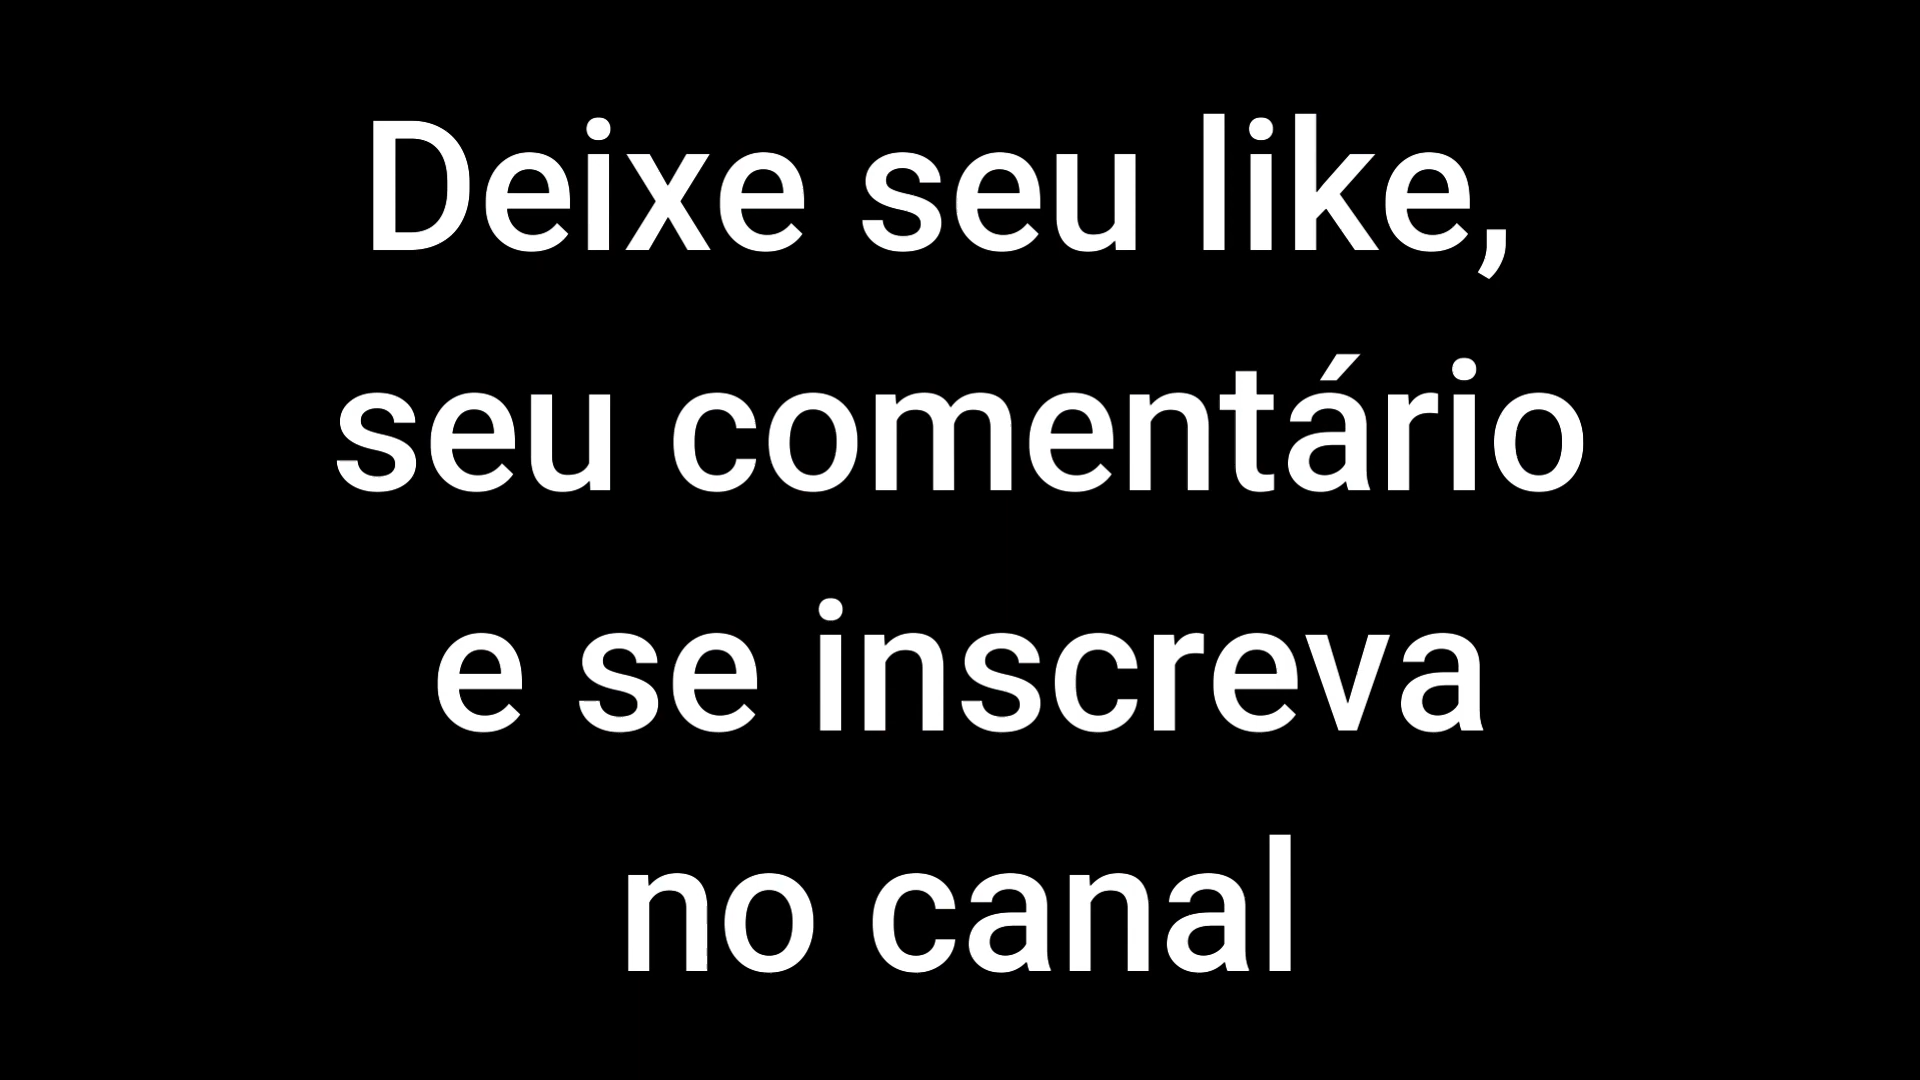 Deixe seu like,
seu comentário
e se inscreva
no canal